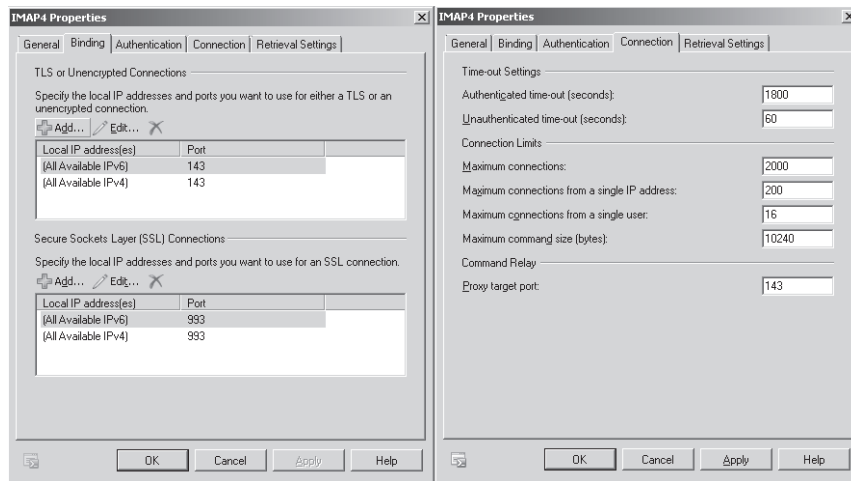 IMAP4 Properties
General Binding Authentication Connection Retrieval Settings
TLS or Unencrypted Connections
Specify the local IP addresses and ports you want to use for either a TLS or an
unencrypted connection.
Add... Edit...
Local IP address(es) Port
(All Available IPv6) 143
(All Available IPv4) 143
Secure Sockets Layer (SSL) Connections
Specify the local IP addresses and ports you want to use for an SSL connection.
Add... Edit...
Local IP address(es) Port
(All Available IPv6) 993
(All Available IPv4) 993
OK Cancel Apply Help
IMAP4 Properties
General Binding Authentication Connection Retrieval Settings
Time-out Settings
Authenticated time-out (seconds): 1800
Unauthenticated time-out (seconds): 60
Connection Limits
Maximum connections: 2000
Maximum connections from a single IP address: 200
Maximum connections from a single user: 16
Maximum command size (bytes): 10240
Command Relay
Proxy target port: 143
OK Cancel Apply Help